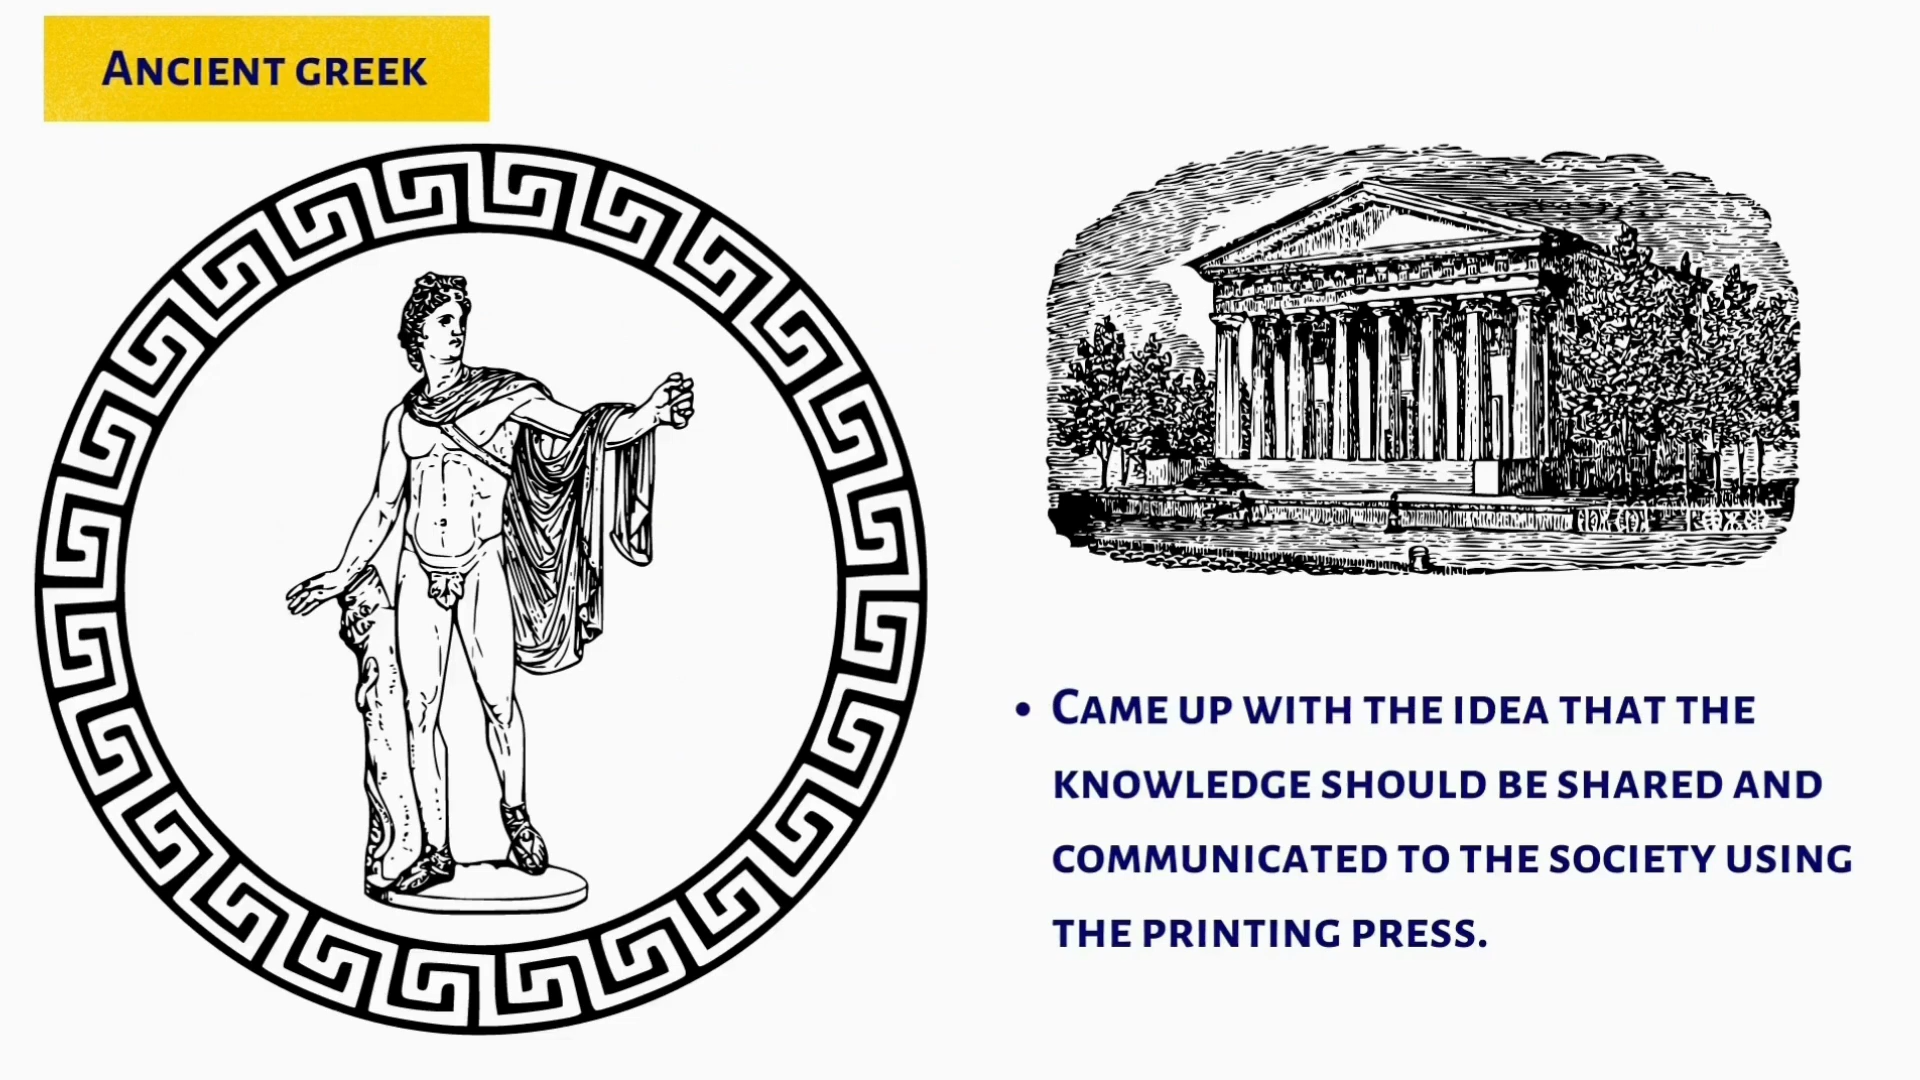 Ancient greek
• Came up with the idea that the
knowledge should be shared and
communicated to the society using
the printing press.